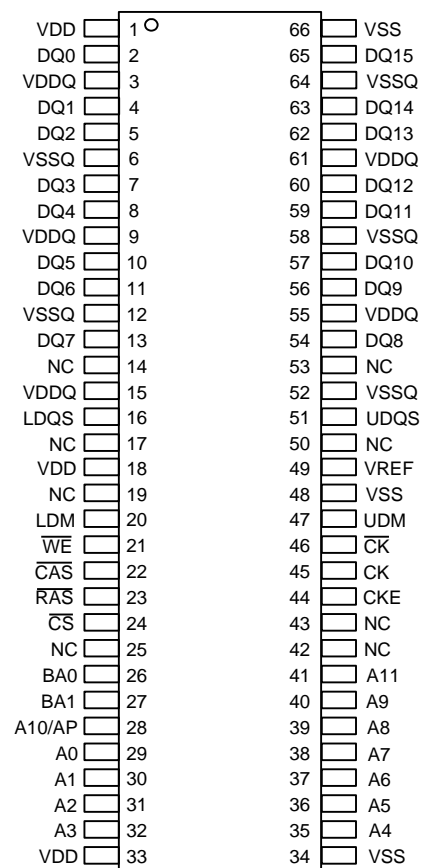 VDD 1 66 VSS
DQ0 2 65 DQ15
VDDQ 3 64 VSSQ
DQ1 4 63 DQ14
DQ2 5 62 DQ13
VSSQ 6 61 VDDQ
DQ3 7 60 DQ12
DQ4 8 59 DQ11
VDDQ 9 58 VSSQ
DQ5 10 57 DQ10
DQ6 11 56 DQ9
VSSQ 12 55 VDDQ
DQ7 13 54 DQ8
NC 14 53 NC
VDDQ 15 52 VSSQ
LDQS 16 51 UDQS
NC 17 50 NC
VDD 18 49 VREF
NC 19 48 VSS
LDM 20 47 UDM
W̅E̅ 21 46 C̅K̅
C̅A̅S̅ 22 45 CK
R̅A̅S̅ 23 44 CKE
C̅S̅ 24 43 NC
NC 25 42 NC
BA0 26 41 A11
BA1 27 40 A9
A10/AP 28 39 A8
A0 29 38 A7
A1 30 37 A6
A2 31 36 A5
A3 32 35 A4
VDD 33 34 VSS